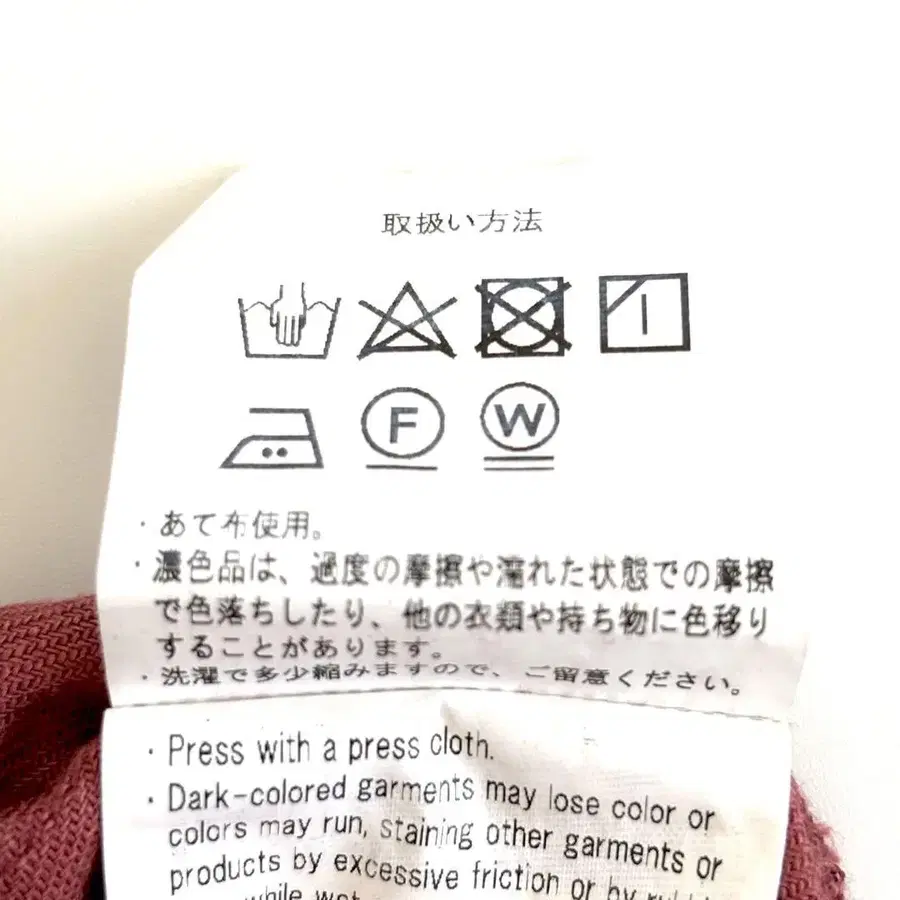 取扱い方法
F W
・あて布使用。
・濃色品は、過度の摩擦や濡れた状態での摩擦
で色落ちしたり、他の衣類や持ち物に色移り
することがあります。
・洗濯で多少縮みますので、ご留意ください。
・Press with a press cloth.
・Dark-colored garments may lose color or
colors may run, staining other garments or
products by excessive friction or by
while wet